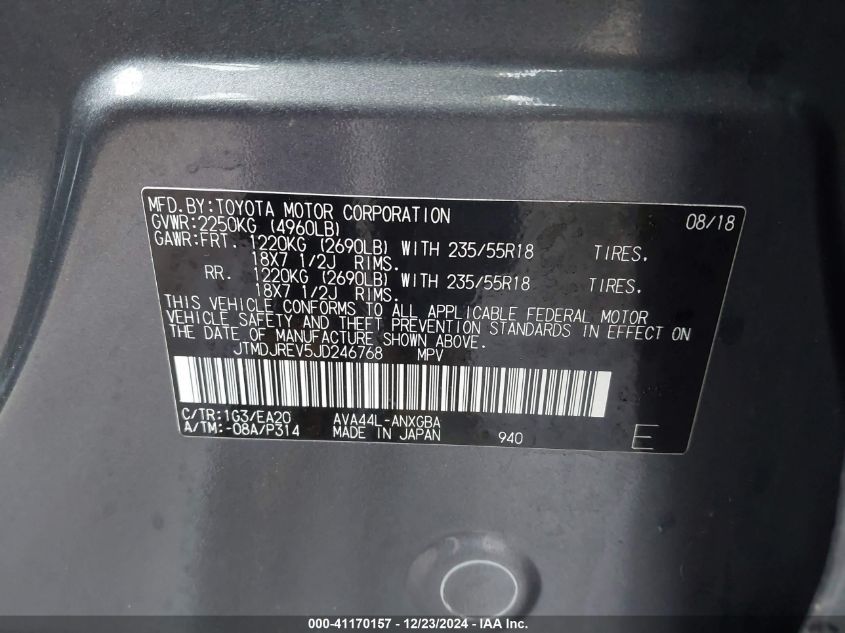 MFD.BY:TOYOTA MOTOR CORPORATION 08/18
GVWR:2250KG (4960LB)
GAWR:FRT. 1220KG (2690LB) WITH 235/55R18 TIRES.
18X7 1/2J RIMS.
RR. 1220KG (2690LB) WITH 235/55R18 TIRES.
18X7 1/2J RIMS.
THIS VEHICLE CONFORMS TO ALL APPLICABLE FEDERAL MOTOR
VEHICLE SAFETY AND THEFT PREVENTION STANDARDS IN EFFECT ON
THE DATE OF MANUFACTURE SHOWN ABOVE.
JTMDJREV5JD246768 MPV
C/TR:1G3/EA20 AVA44L-ANXGBA
A/TM:-08A/P314 MADE IN JAPAN 940 E
000-41170157 - 12/23/2024 - IAA Inc.